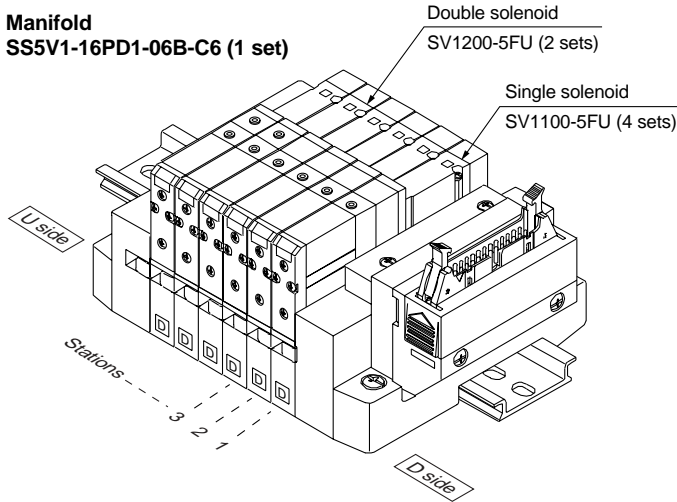 Manifold
SS5V1-16PD1-06B-C6 (1 set)
Double solenoid
SV1200-5FU (2 sets)
Single solenoid
SV1100-5FU (4 sets)
U side
D D D D D D
Stations
3
2
1
D side